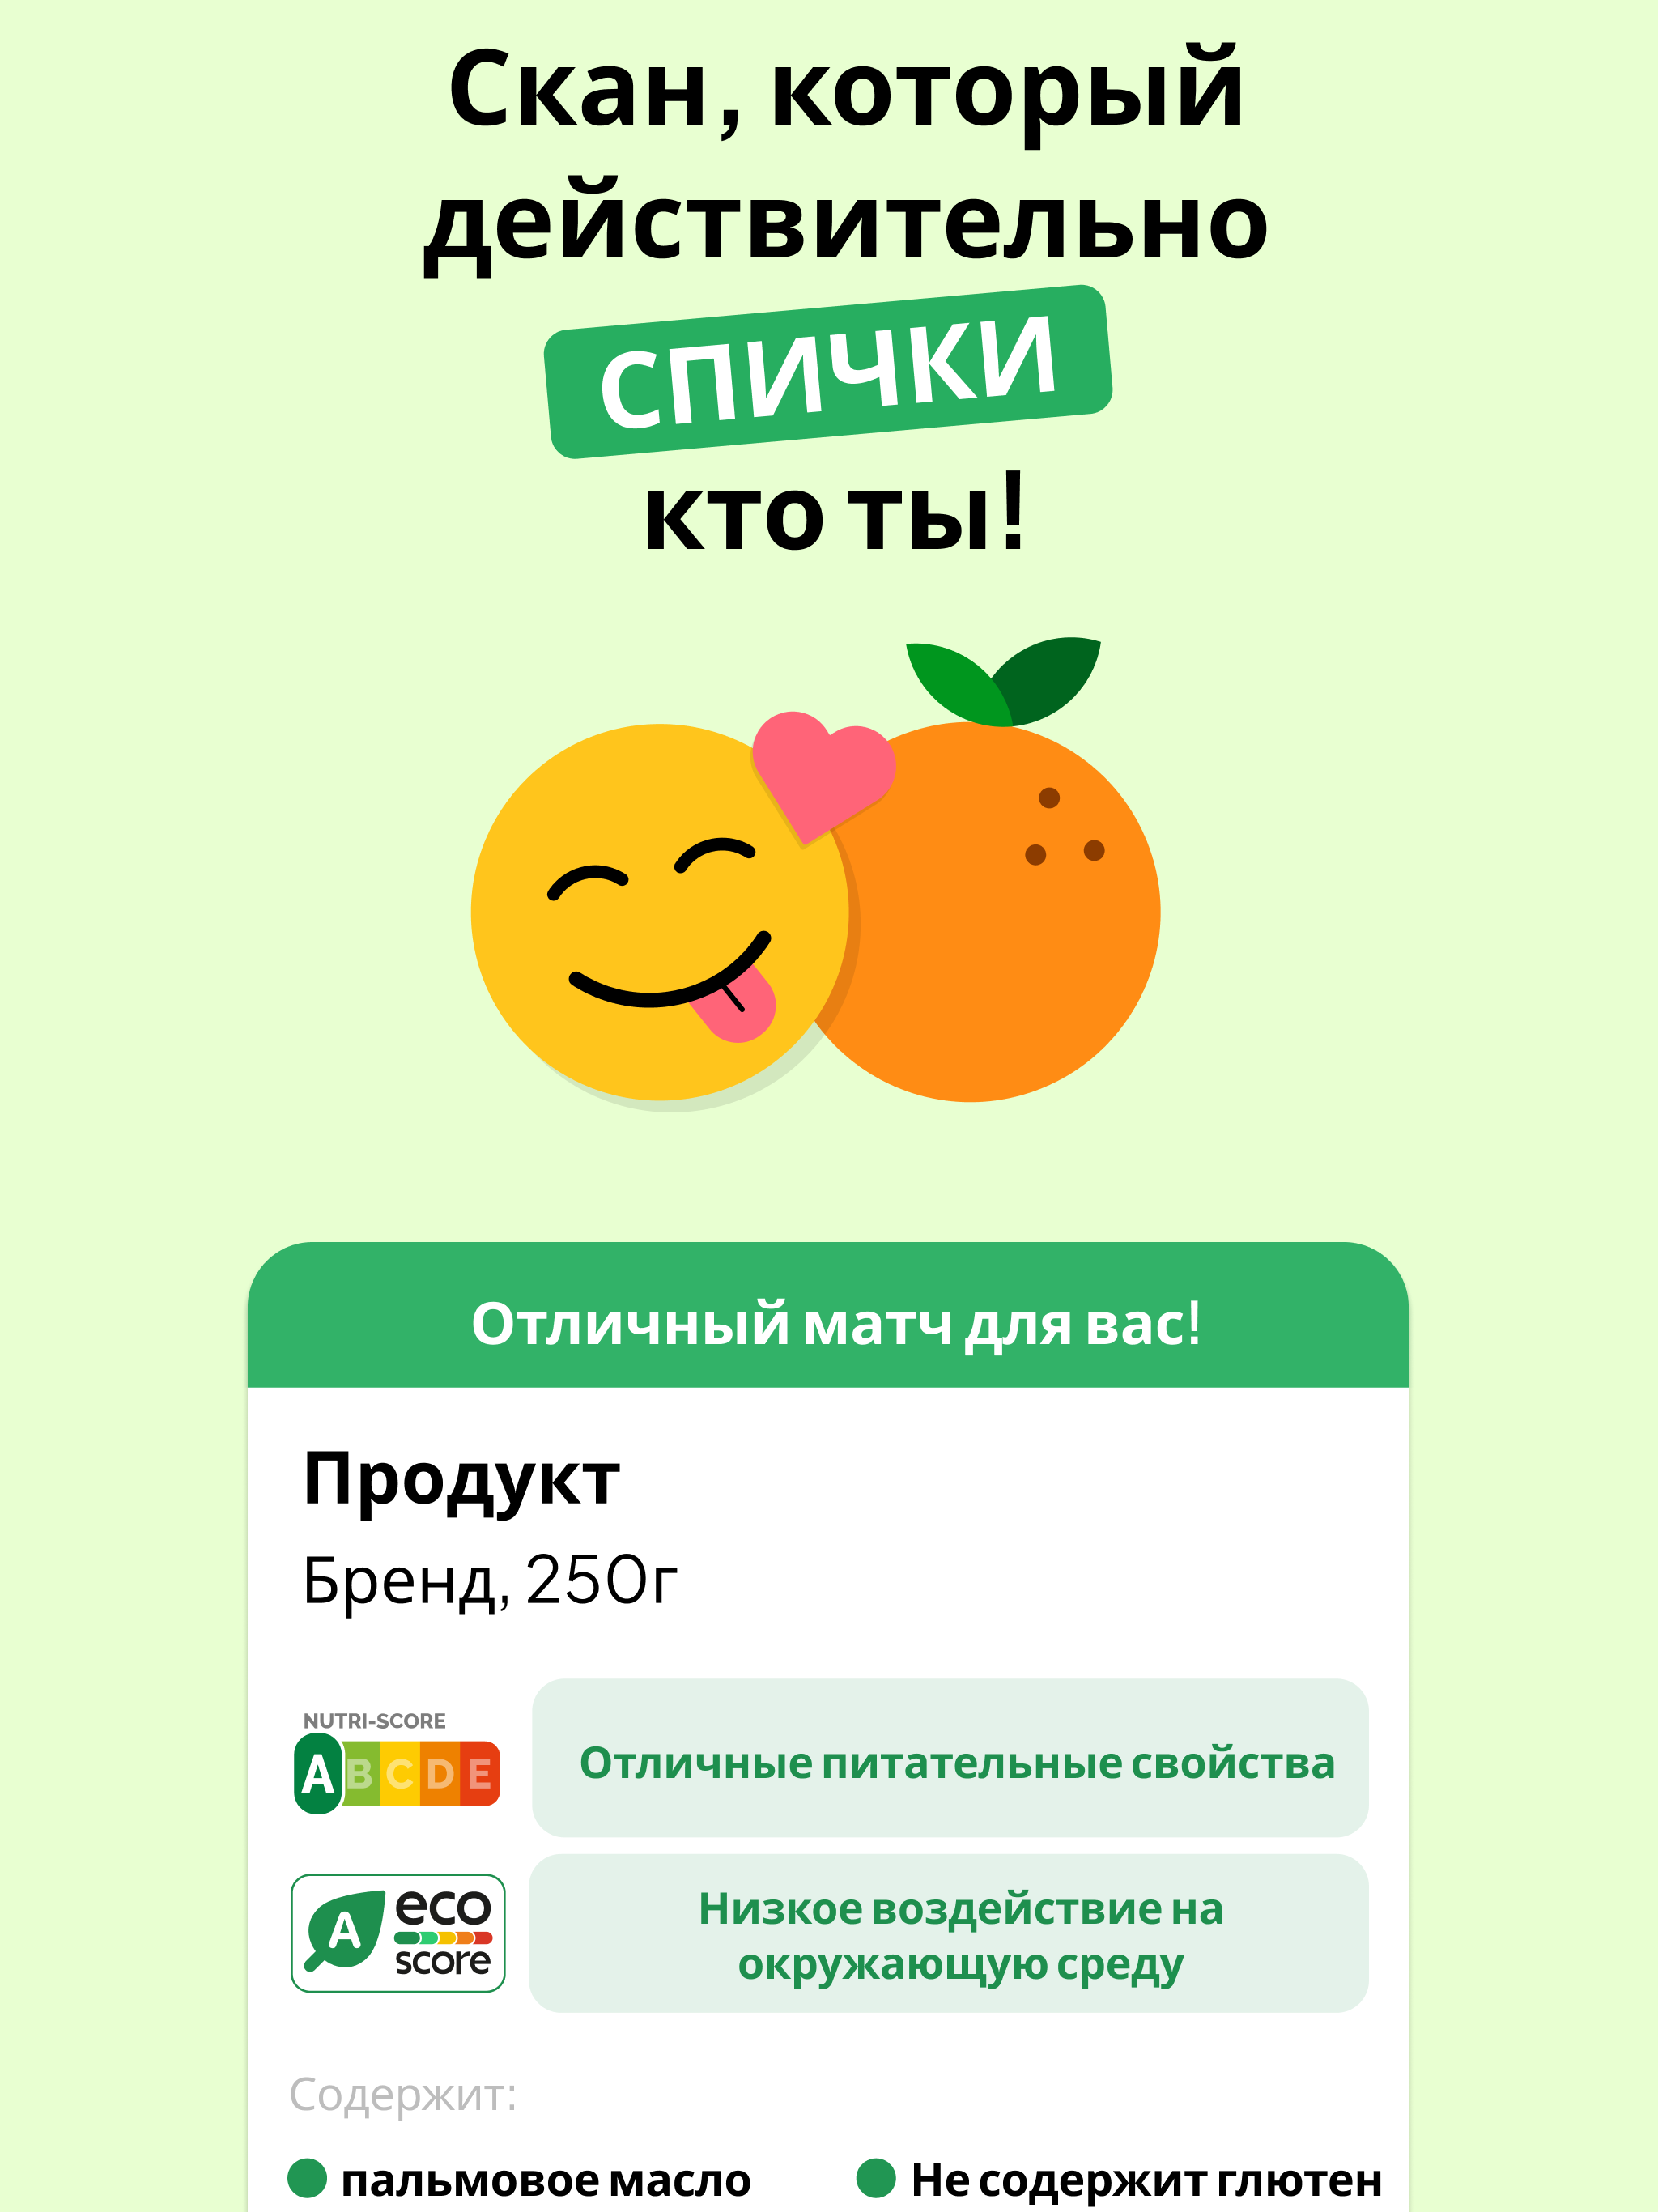 Скан, который
действительно
СПИЧКИ
кто ты!
Отличный матч для вас!
Продукт
Бренд, 250г
NUTRI-SCORE
A B C D E
Отличные питательные свойства
A eco
score
Низкое воздействие на
окружающую среду
Содержит:
пальмовое масло
Не содержит глютен